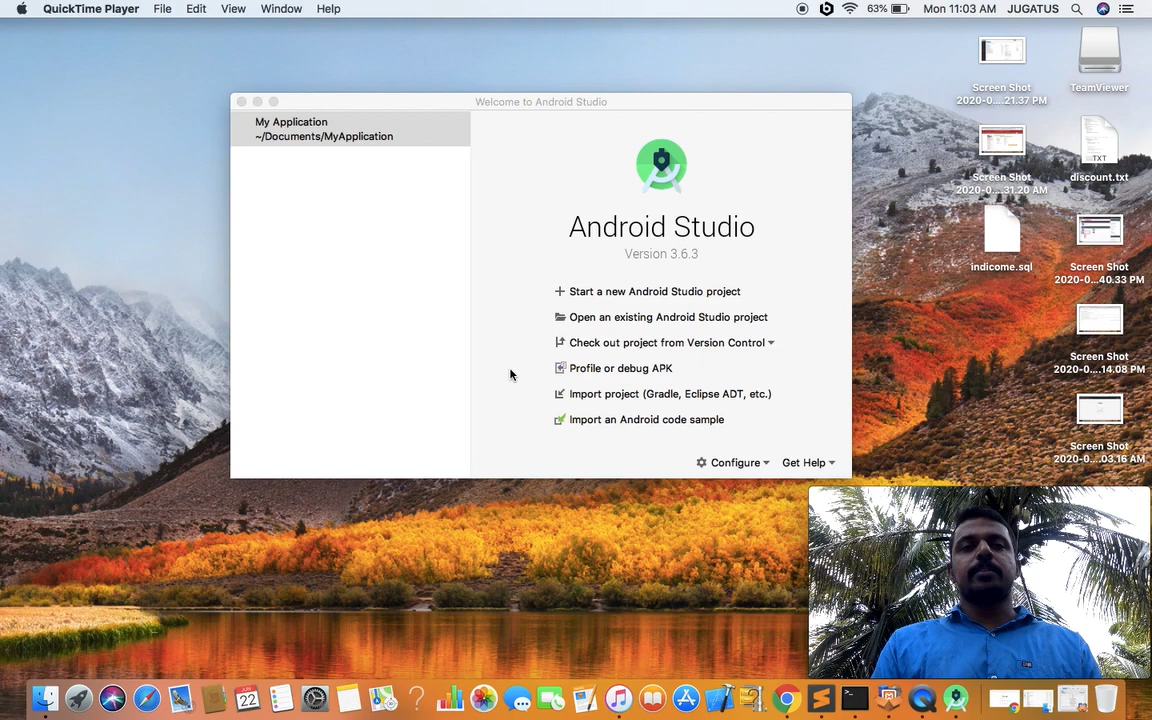 QuickTime Player File Edit View Window Help 63% Mon 11:03 AM JUGATUS
Welcome to Android Studio
My Application
~/Documents/MyApplication
Android Studio
Version 3.6.3
Start a new Android Studio project
Open an existing Android Studio project
Check out project from Version Control
Profile or debug APK
Import project (Gradle, Eclipse ADT, etc.)
Import an Android code sample
Configure Get Help
Screen Shot
2020-0....21.37 PM
TeamViewer
Screen Shot
2020-0....31.20 AM
TXT
discount.txt
indicome.sql
Screen Shot
2020-0...40.33 PM
Screen Shot
2020-0....14.08 PM
Screen Shot
2020-0....03.16 AM
JUN
22